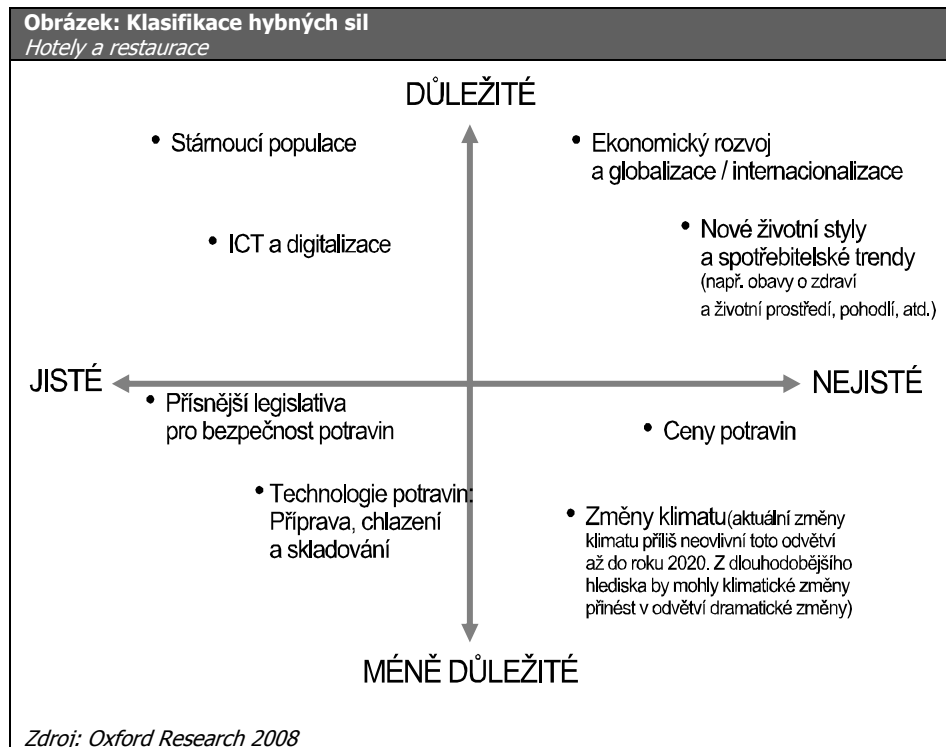 Obrázek: Klasifikace hybných sil
Hotely a restaurace
DŮLEŽITÉ
• Stárnoucí populace
• Ekonomický rozvoj
a globalizace / internacionalizace
• ICT a digitalizace
• Nové životní styly
a spotřebitelské trendy
(např. obavy o zdraví
a životní prostředí, pohodlí, atd.)
JISTÉ
NEJISTÉ
• Přísnější legislativa
pro bezpečnost potravin
• Ceny potravin
• Technologie potravin:
Příprava, chlazení
a skladování
• Změny klimatu(aktuální změny
klimatu příliš neovlivní toto odvětví
až do roku 2020. Z dlouhodobějšího
hlediska by mohly klimatické změny
přinést v odvětví dramatické změny)
MÉNĚ DŮLEŽITÉ
Zdroj: Oxford Research 2008